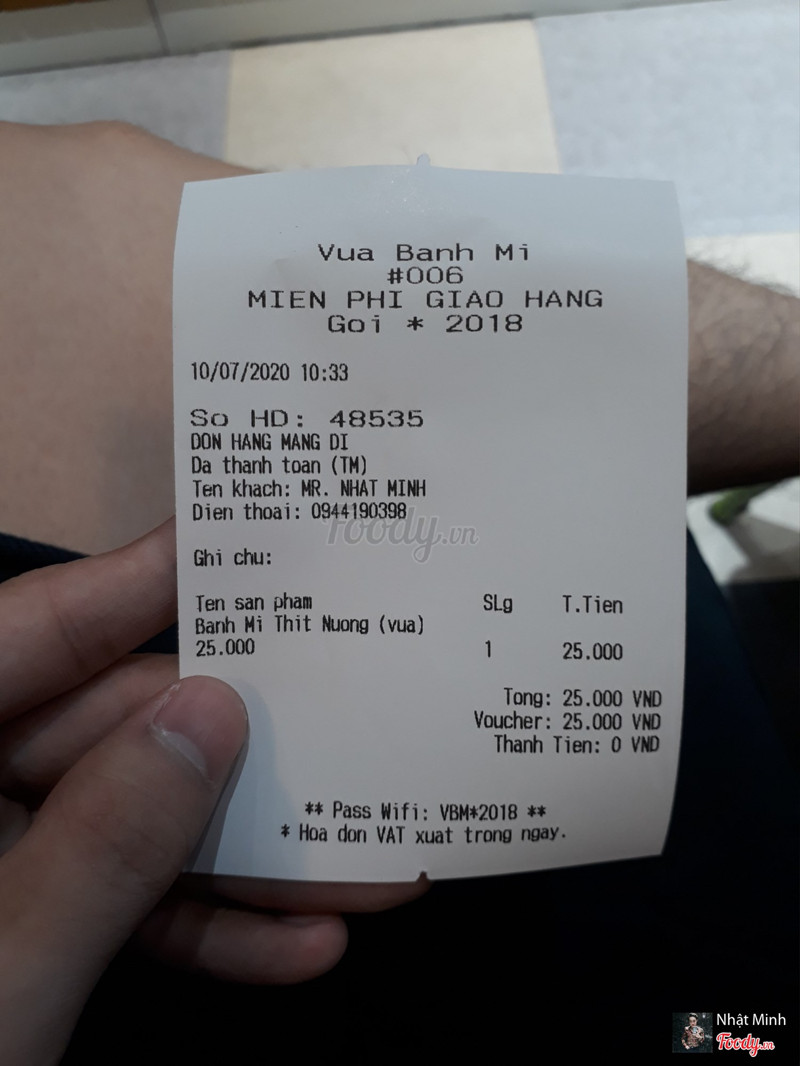 Vua Banh Mi
#006
MIEN PHI GIAO HANG
Goi * 2018
10/07/2020 10:33
So HD: 48535
DON HANG MANG DI
Da thanh toan (TM)
Ten khach: MR. NHAT MINH
Dien thoai: 0944190398
Foody.vn
Ghi chu:
Ten san pham SLg T.Tien
Banh Mi Thit Nuong (vua)
25.000 1 25.000
Tong: 25.000 VND
Voucher: 25.000 VND
Thanh Tien: 0 VND
** Pass Wifi: VBM*2018 **
* Hoa don VAT xuat trong ngay.
Nhật Minh
Foody.vn